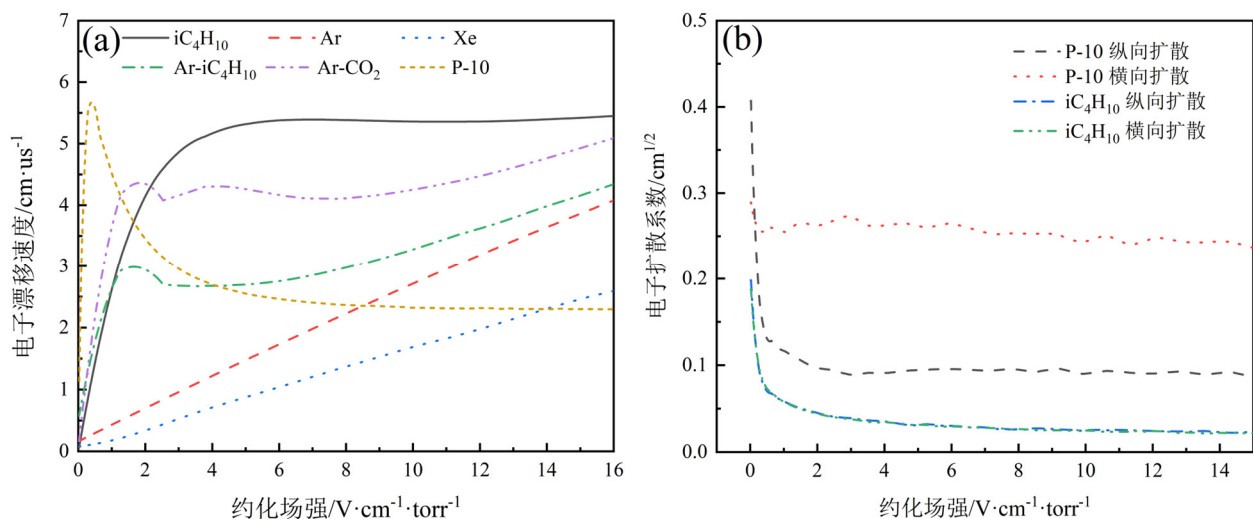 (a)
iC₄H₁₀ Ar Xe
Ar-iC₄H₁₀ Ar-CO₂ P-10
7
6
5
4
3
2
1
0
0 2 4 6 8 10 12 14 16
电子漂移速度/cm·us⁻¹
约化场强/V·cm⁻¹·torr⁻¹
(b)
P-10 纵向扩散
P-10 横向扩散
iC₄H₁₀ 纵向扩散
iC₄H₁₀ 横向扩散
0.5
0.4
0.3
0.2
0.1
0.0
0 2 4 6 8 10 12 14
电子扩散系数/cm¹ᐟ²
约化场强/V·cm⁻¹·torr⁻¹